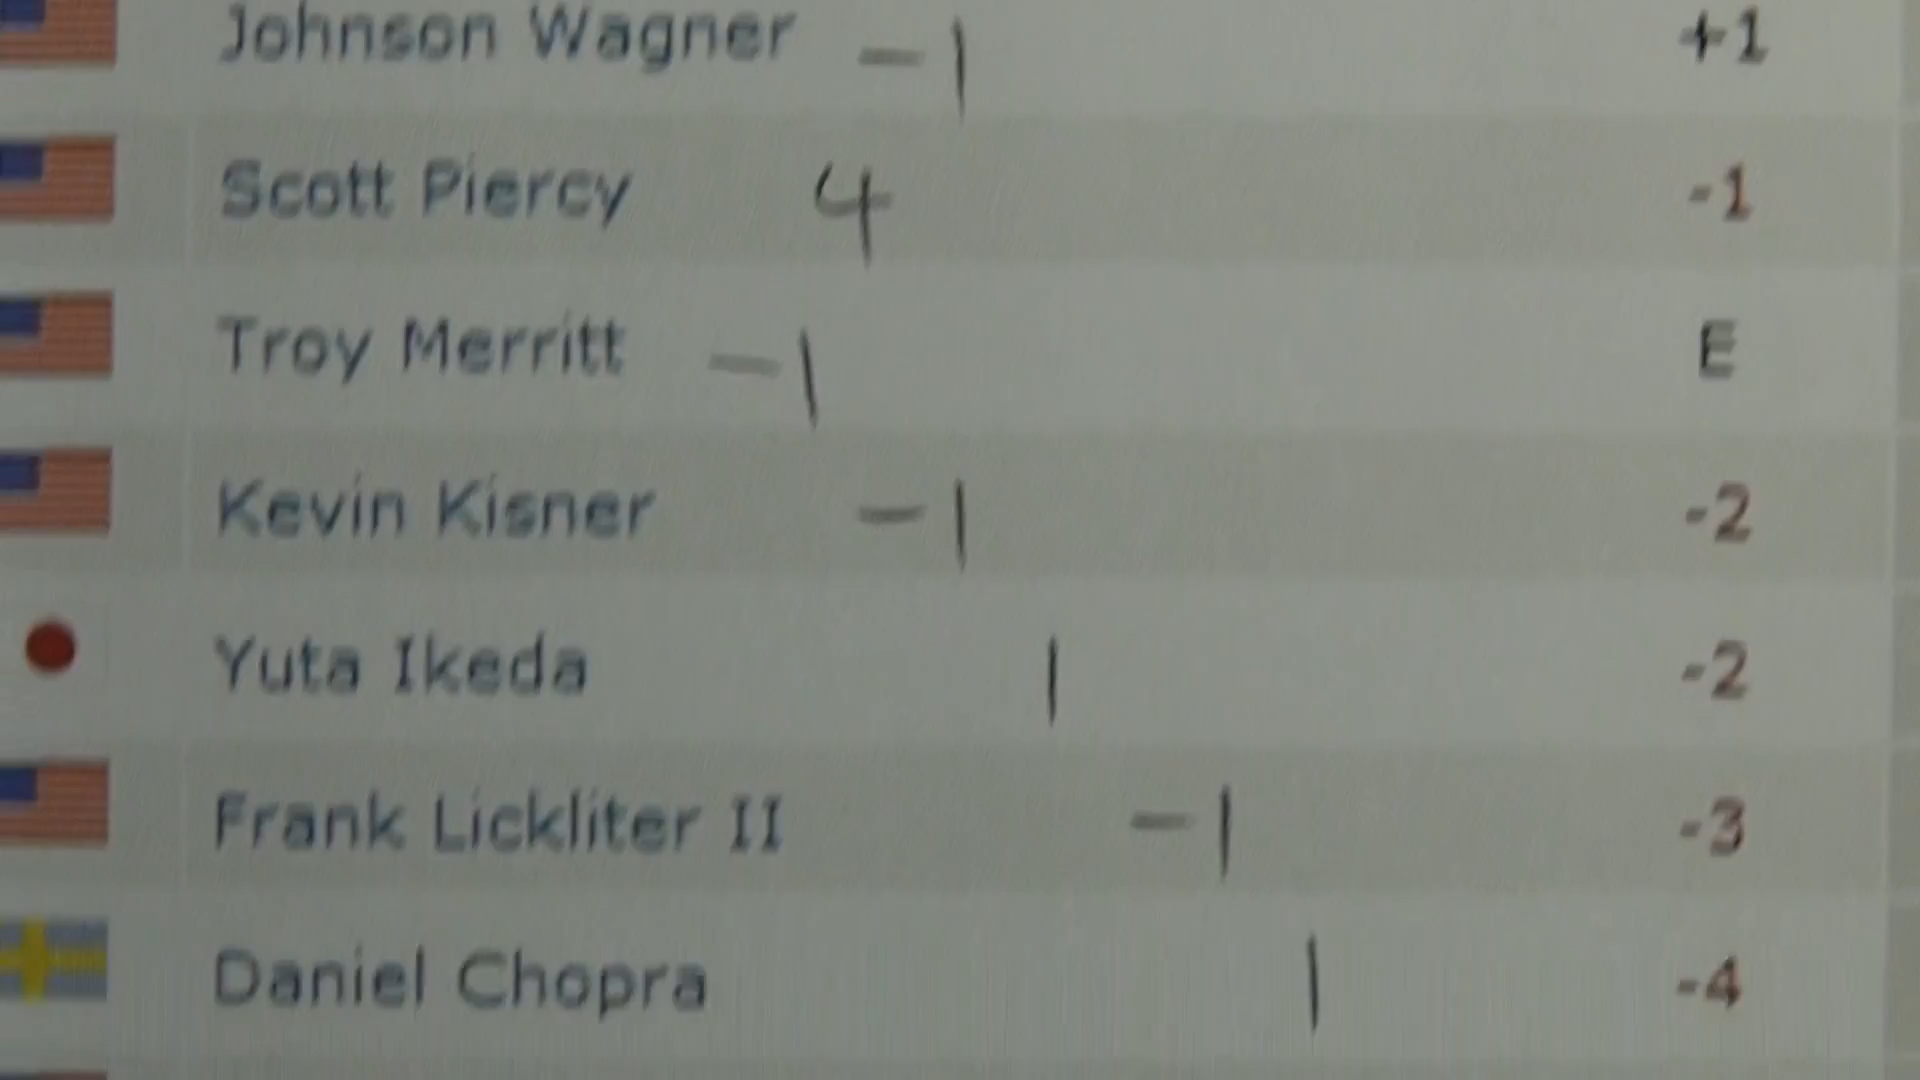 Johnson Wagner -1 +1
Scott Piercy 4 -1
Troy Merritt -1 E
Kevin Kisner -1 -2
Yuta Ikeda 1 -2
Frank Lickliter II -1 -3
Daniel Chopra 1 -4